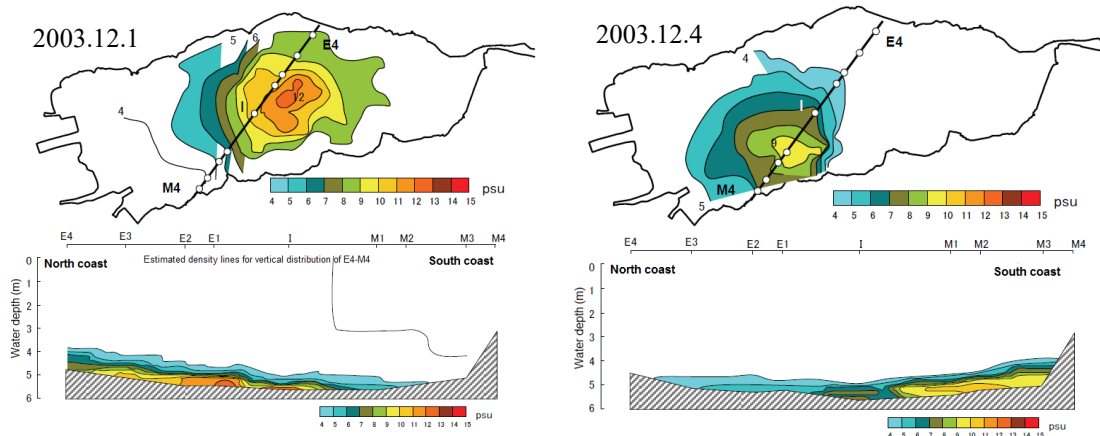 2003.12.1
5 6
E4
4
I
12
M4
4 5 6 7 8 9 10 11 12 13 14 15 psu
E4 E3 E2 E1 I M1 M2 M3 M4
North coast Estimated density lines for vertical distribution of E4-M4 South coast
Water depth (m)
0
1
2
3
4
5
6
4 5 6 7 8 9 10 11 12 13 14 15 psu
2003.12.4
E4
4
I
9
M4
5
4 5 6 7 8 9 10 11 12 13 14 15 psu
E4 E3 E2 E1 I M1 M2 M3 M4
North coast South coast
Water depth (m)
0
1
2
3
4
5
6
4 5 6 7 8 9 10 11 12 13 14 15 psu